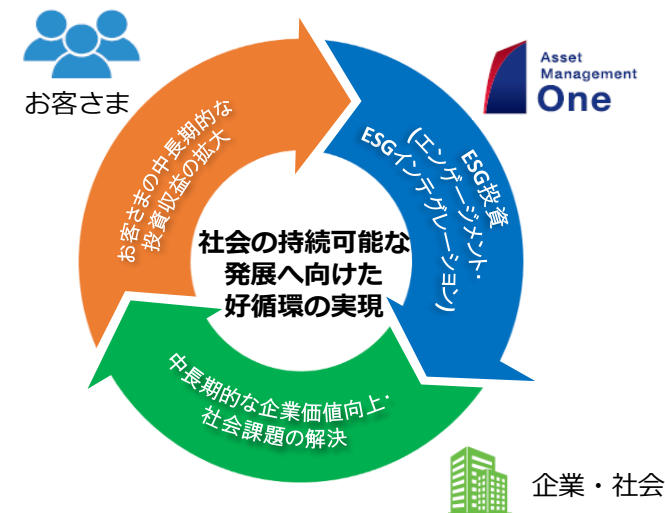 お客さま
Asset
Management
One
お客さまの中長期的な
投資収益の拡大
ESG投資
(エンゲージメント・
ESGインテグレーション)
社会の持続可能な
発展へ向けた
好循環の実現
中長期的な企業価値向上・
社会課題の解決
企業・社会